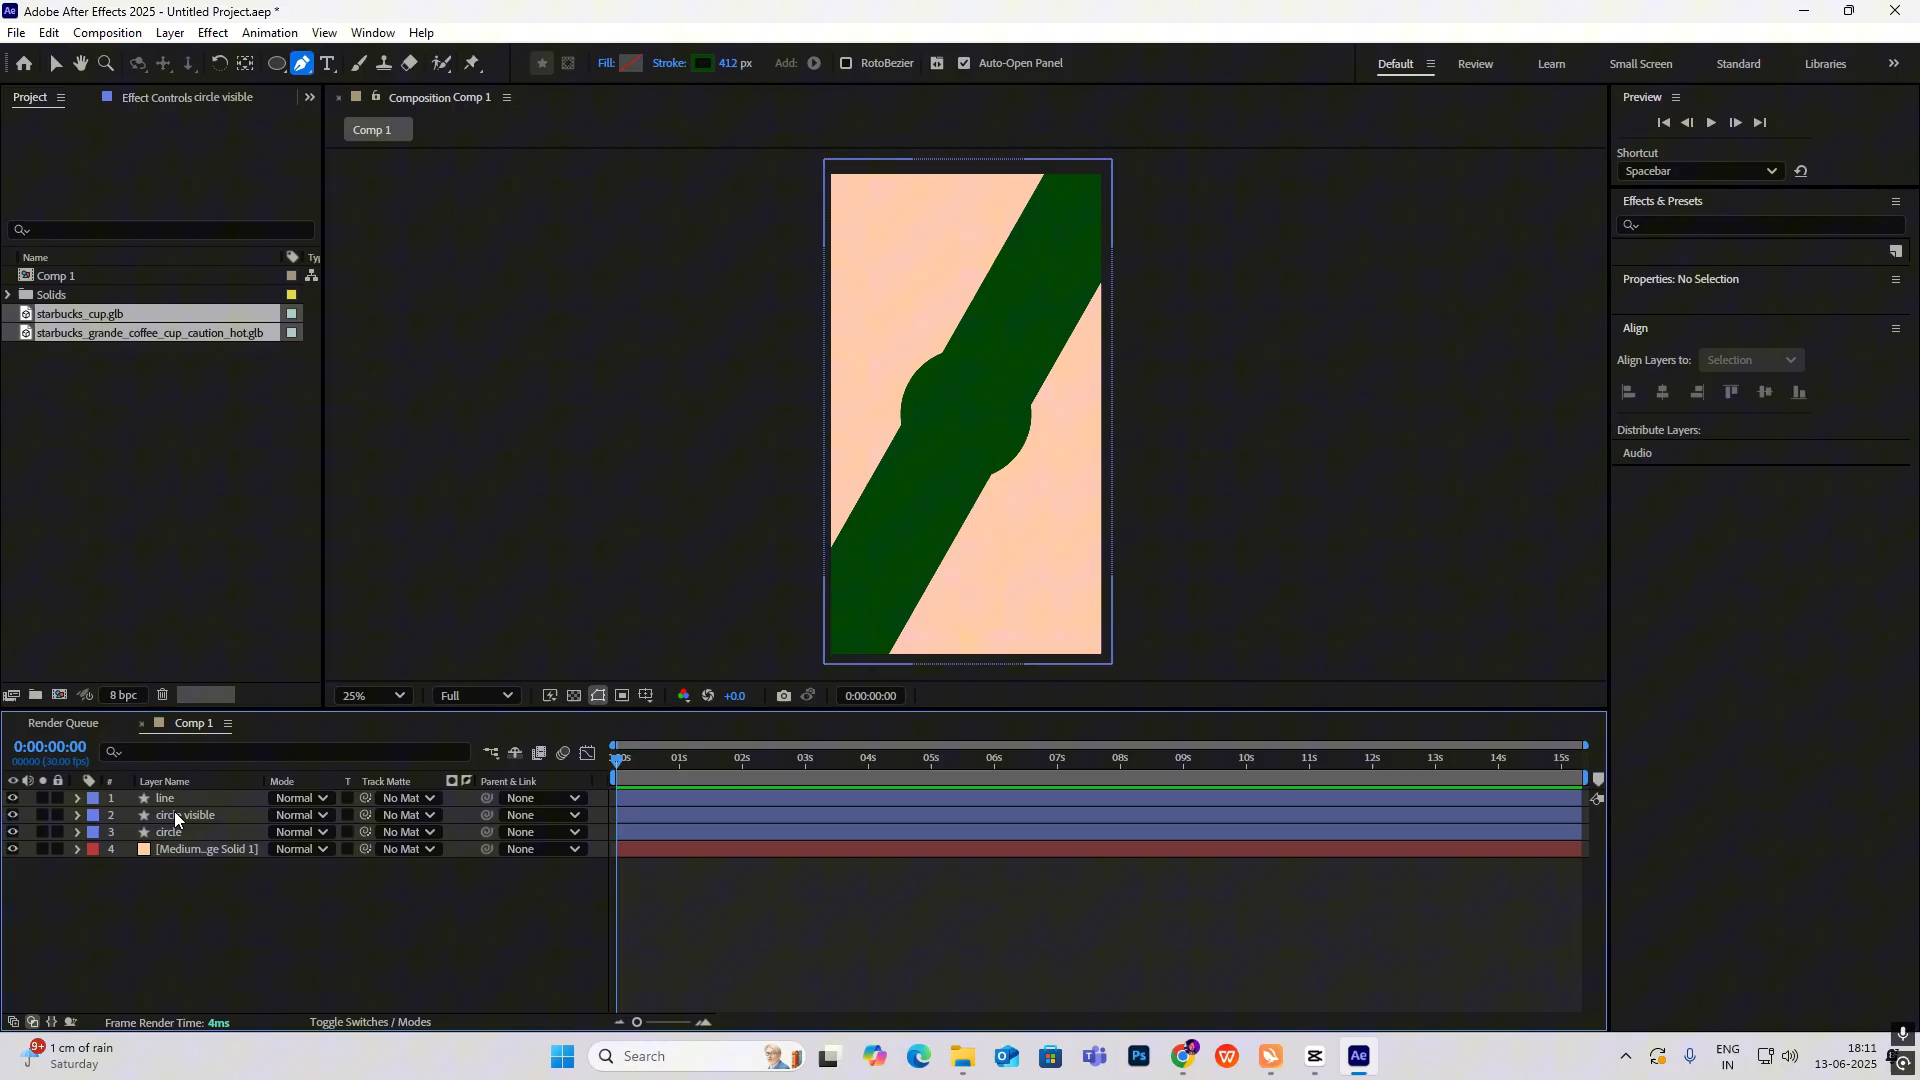 Adobe After Effects 2025 - Untitled Project.aep *
File Edit Composition Layer Effect Animation View Window Help
Fill: Stroke: 412 px Add: RotoBezier Auto-Open Panel Default Review Learn Small Screen Standard Libraries
Project Effect Controls circle visible
Composition Comp 1
Comp 1
Preview
Shortcut
Spacebar
Effects & Presets
Properties: No Selection
Align
Align Layers to: Selection
Distribute Layers:
Audio
Name Ty
Comp 1
Solids
starbucks_cup.glb
starbucks_grande_coffee_cup_caution_hot.glb
8 bpc
25% Full +0.0 0:00:00:00
Render Queue Comp 1
0:00:00:00
00000 (30.00 fps)
01s 02s 03s 04s 05s 06s 07s 08s 09s 10s 11s 12s 13s 14s 15s
# Layer Name Mode T Track Matte Parent & Link
1 line Normal No Mat None
2 circle visible Normal No Mat None
3 circle Normal No Mat None
4 [Medium...ge Solid 1] Normal No Mat None
Frame Render Time: 4ms Toggle Switches / Modes
9+ 1 cm of rain
Saturday
Search
ENG
IN
18:11
13-06-2025